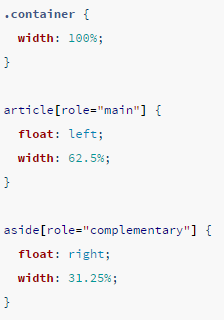 .container {
  width: 100%;
}

article[role="main"] {
  float: left;
  width: 62.5%;
}

aside[role="complementary"] {
  float: right;
  width: 31.25%;
}